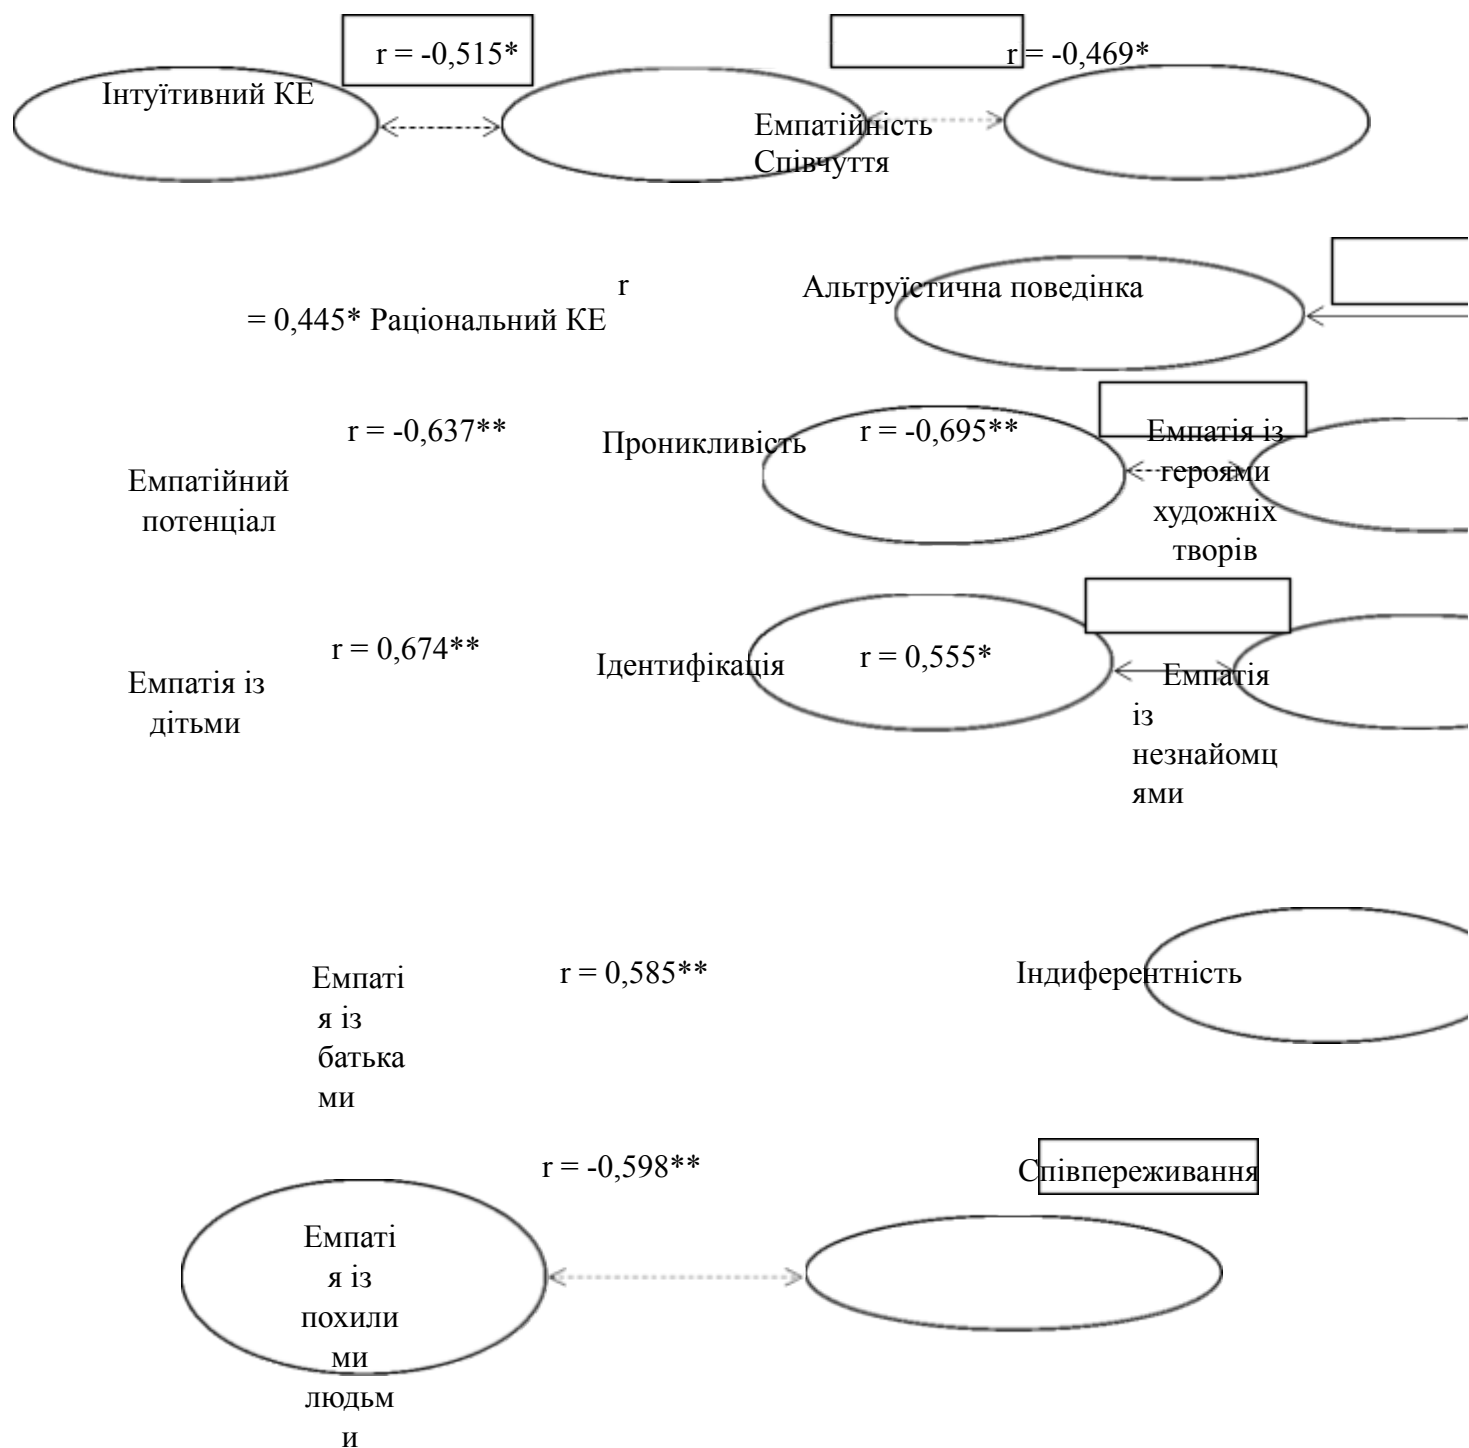 r = -0,515*
r = -0,469*
Інтуїтивний КЕ
Емпатійність
Співчуття
r
Альтруїстична поведінка
= 0,445* Раціональний КЕ
r = -0,637**
Проникливість
r = -0,695**
Емпатія із
героями
художніх
творів
Емпатійний
потенціал
r = 0,674**
Ідентифікація
r = 0,555*
Емпатія
із
незнайомц
ями
Емпатія із
дітьми
Емпаті
я із
батька
ми
r = 0,585**
Індиферентність
r = -0,598**
Співпереживання
Емпаті
я із
похили
ми
людьм
и